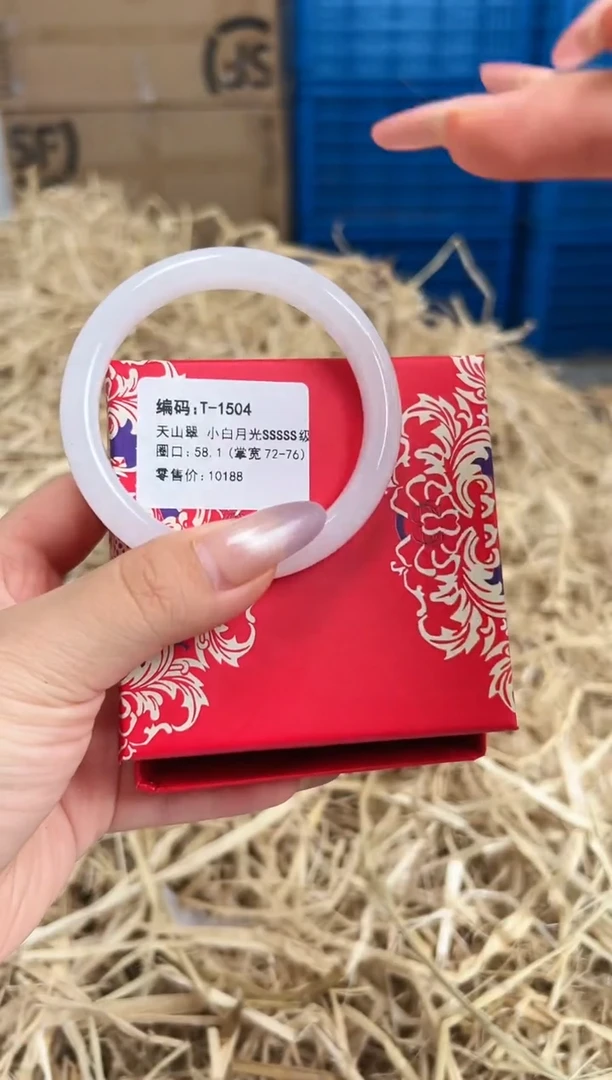 SF
编码:T-1504
天山翠 小白月光SSSSS级
圈口:58.1(掌宽72-76)
零售价:10188